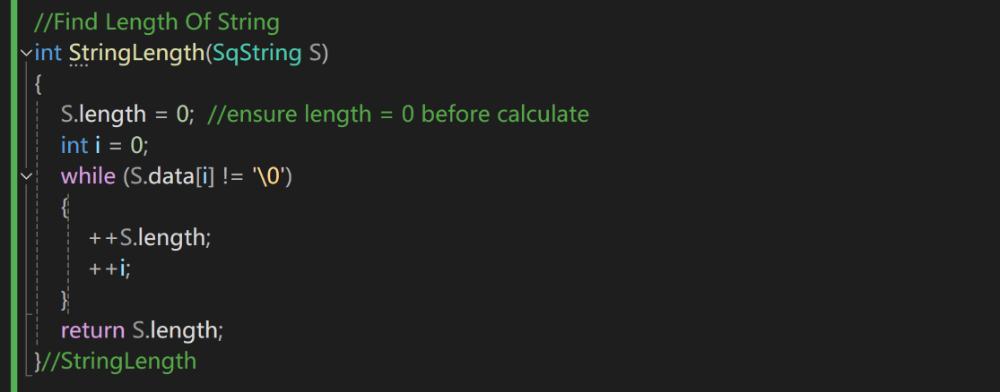 //Find Length Of String
int StringLength(SqString S)
{
S.length = 0;  //ensure length = 0 before calculate
int i = 0;
while (S.data[i] != '\0')
{
++S.length;
++i;
}
return S.length;
}//StringLength